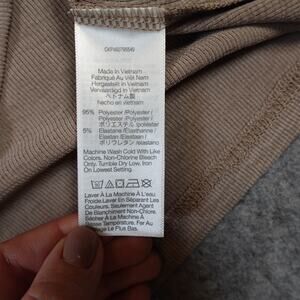 Made in Vietnam
Fabriqué Au Viêt Nam
Hergestellt in Vietnam
Vervaardigd in Vietnam
ベトナム製
hecho en vietnam
95% Polyester /Polyester /
Polyester /Polyester /
ポリエステル /poliéster
5% Elastane /Élasthanne /
Elastan /Elasthaan /
ポリウレタン /elastano
Machine Wash Cold With Like
Colors. Non-Chlorine Bleach
Only. Tumble Dry Low. Iron
On Lowest Setting.
Laver À La Machine À L'eau
Froide. Laver En Séparant Les
Couleurs. Seulement Agent
De Blanchiment Non-Chloré.
Sécher À La Machine À
Basse Température. Fer Au
Réglage Le Plus Bas.